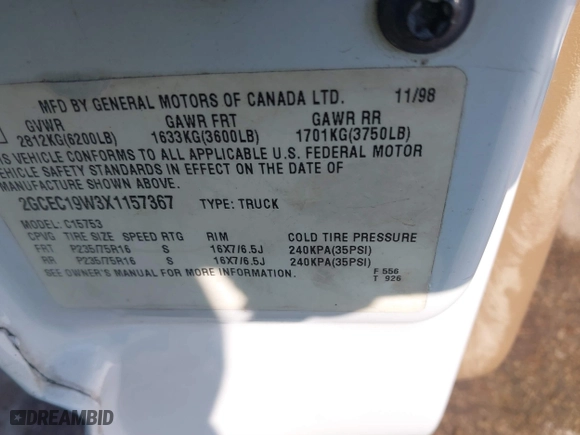 MFD BY GENERAL MOTORS OF CANADA LTD. 11/98
GVWR GAWR FRT GAWR RR
2812KG(6200LB) 1633KG(3600LB) 1701KG(3750LB)
IS VEHICLE CONFORMS TO ALL APPLICABLE U.S. FEDERAL MOTOR
VEHICLE SAFETY STANDARDS IN EFFECT ON THE DATE OF
MANUFACTURE SHOWN ABOVE.
2GCEC19W3X1157367 TYPE: TRUCK
MODEL: C15753
CPVG TIRE SIZE SPEED RTG RIM COLD TIRE PRESSURE
FRT P235/75R16 S 16X7/6.5J 240KPA(35PSI)
RR P235/75R16 S 16X7/6.5J 240KPA(35PSI)
SEE OWNER'S MANUAL FOR MORE INFORMATION.
F 556
T 926
DREAMBID